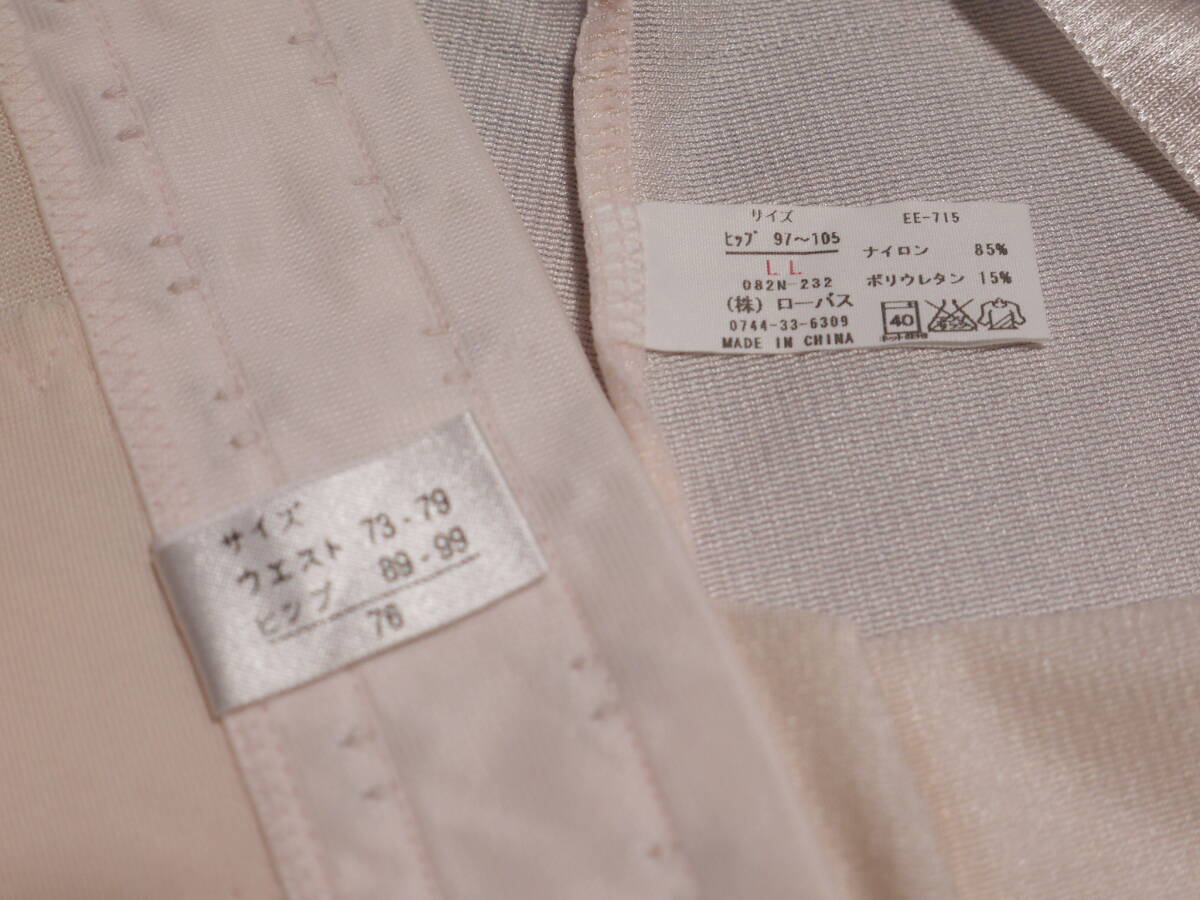 サイズ
ヒップ 97〜105
LL
082N-232
(株) ローバス
0744-33-6309
MADE IN CHINA
EE-715
ナイロン 85%
ポリウレタン 15%
40
サイズ
ウエスト 73-79
ヒップ 89-99
76